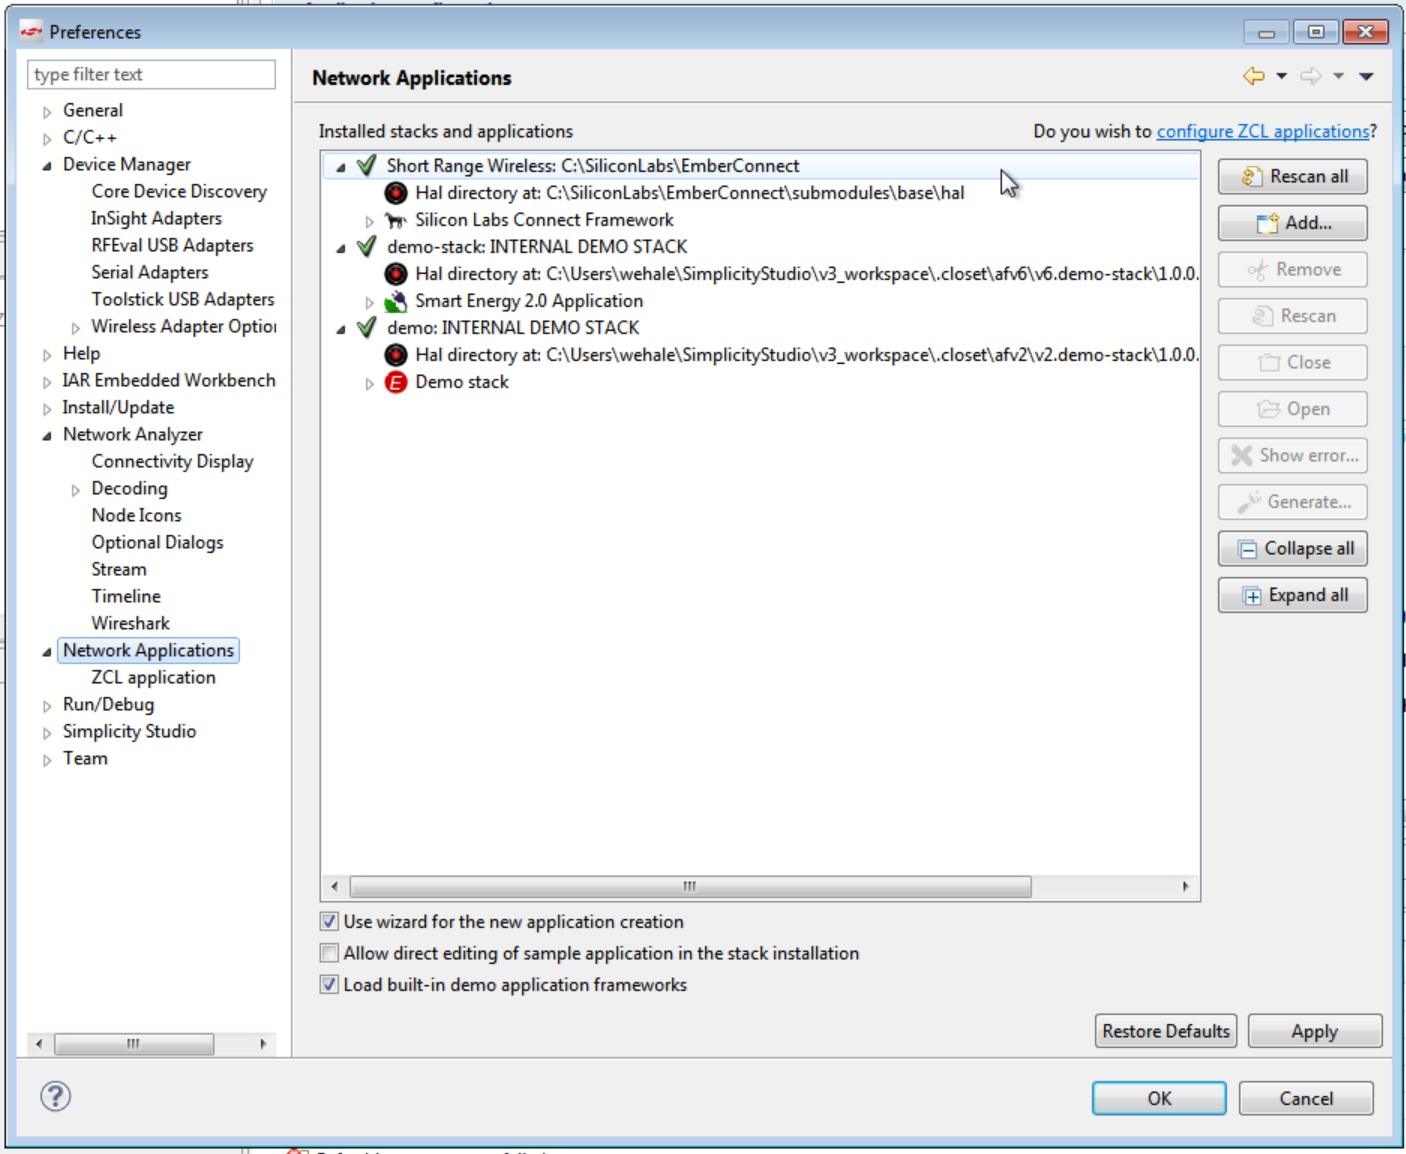 Preferences
type filter text
General
C/C++
Device Manager
Core Device Discovery
InSight Adapters
RFEval USB Adapters
Serial Adapters
Toolstick USB Adapters
Wireless Adapter Option
Help
IAR Embedded Workbench
Install/Update
Network Analyzer
Connectivity Display
Decoding
Node Icons
Optional Dialogs
Stream
Timeline
Wireshark
Network Applications
ZCL application
Run/Debug
Simplicity Studio
Team
Network Applications
Installed stacks and applications
Do you wish to configure ZCL applications?
Short Range Wireless: C:\SiliconLabs\EmberConnect
Hal directory at: C:\SiliconLabs\EmberConnect\submodules\base\hal
Silicon Labs Connect Framework
demo-stack: INTERNAL DEMO STACK
Hal directory at: C:\Users\wehale\SimplicityStudio\v3_workspace\.closet\afv6\v6.demo-stack\1.0.0.
Smart Energy 2.0 Application
demo: INTERNAL DEMO STACK
Hal directory at: C:\Users\wehale\SimplicityStudio\v3_workspace\.closet\afv2\v2.demo-stack\1.0.0.
Demo stack
Rescan all
Add...
Remove
Rescan
Close
Open
Show error...
Generate...
Collapse all
Expand all
Use wizard for the new application creation
Allow direct editing of sample application in the stack installation
Load built-in demo application frameworks
Restore Defaults
Apply
OK
Cancel